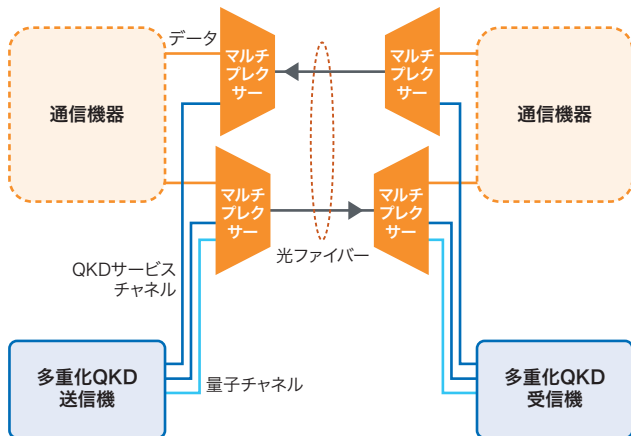 データ
マルチ
プレク
サー
マルチ
プレク
サー
通信機器
通信機器
マルチ
プレク
サー
マルチ
プレク
サー
光ファイバー
QKDサービス
チャネル
多重化QKD
送信機
量子チャネル
多重化QKD
受信機